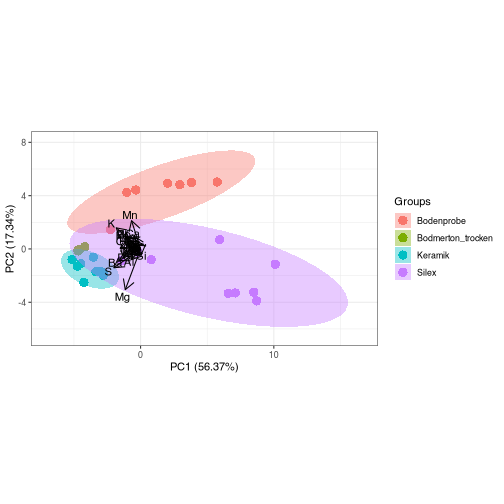 8
4
0
-4
PC2 (17.34%)
0
10
PC1 (56.37%)
K
Mn
S
Mg
Groups
Bodenprobe
Bodmerton_trocken
Keramik
Silex